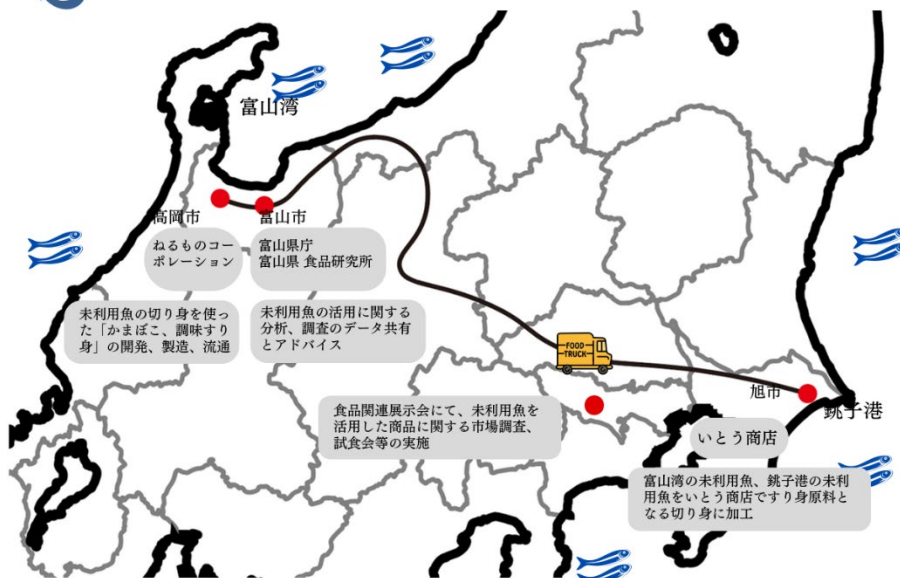 富山湾
高岡市
富山市
ねるものコー
ポレーション
富山県庁
富山県 食品研究所
未利用魚の切り身を使っ
た「かまぼこ、調味すり
身」の開発、製造、流通
未利用魚の活用に関する
分析、調査のデータ共有
とアドバイス
FOOD
TRUCK
旭市
銚子港
食品関連展示会にて、未利用魚を
活用した商品に関する市場調査、
試食会等の実施
いとう商店
富山湾の未利用魚、銚子港の未利
用魚をいとう商店ですり身原料と
なる切り身に加工